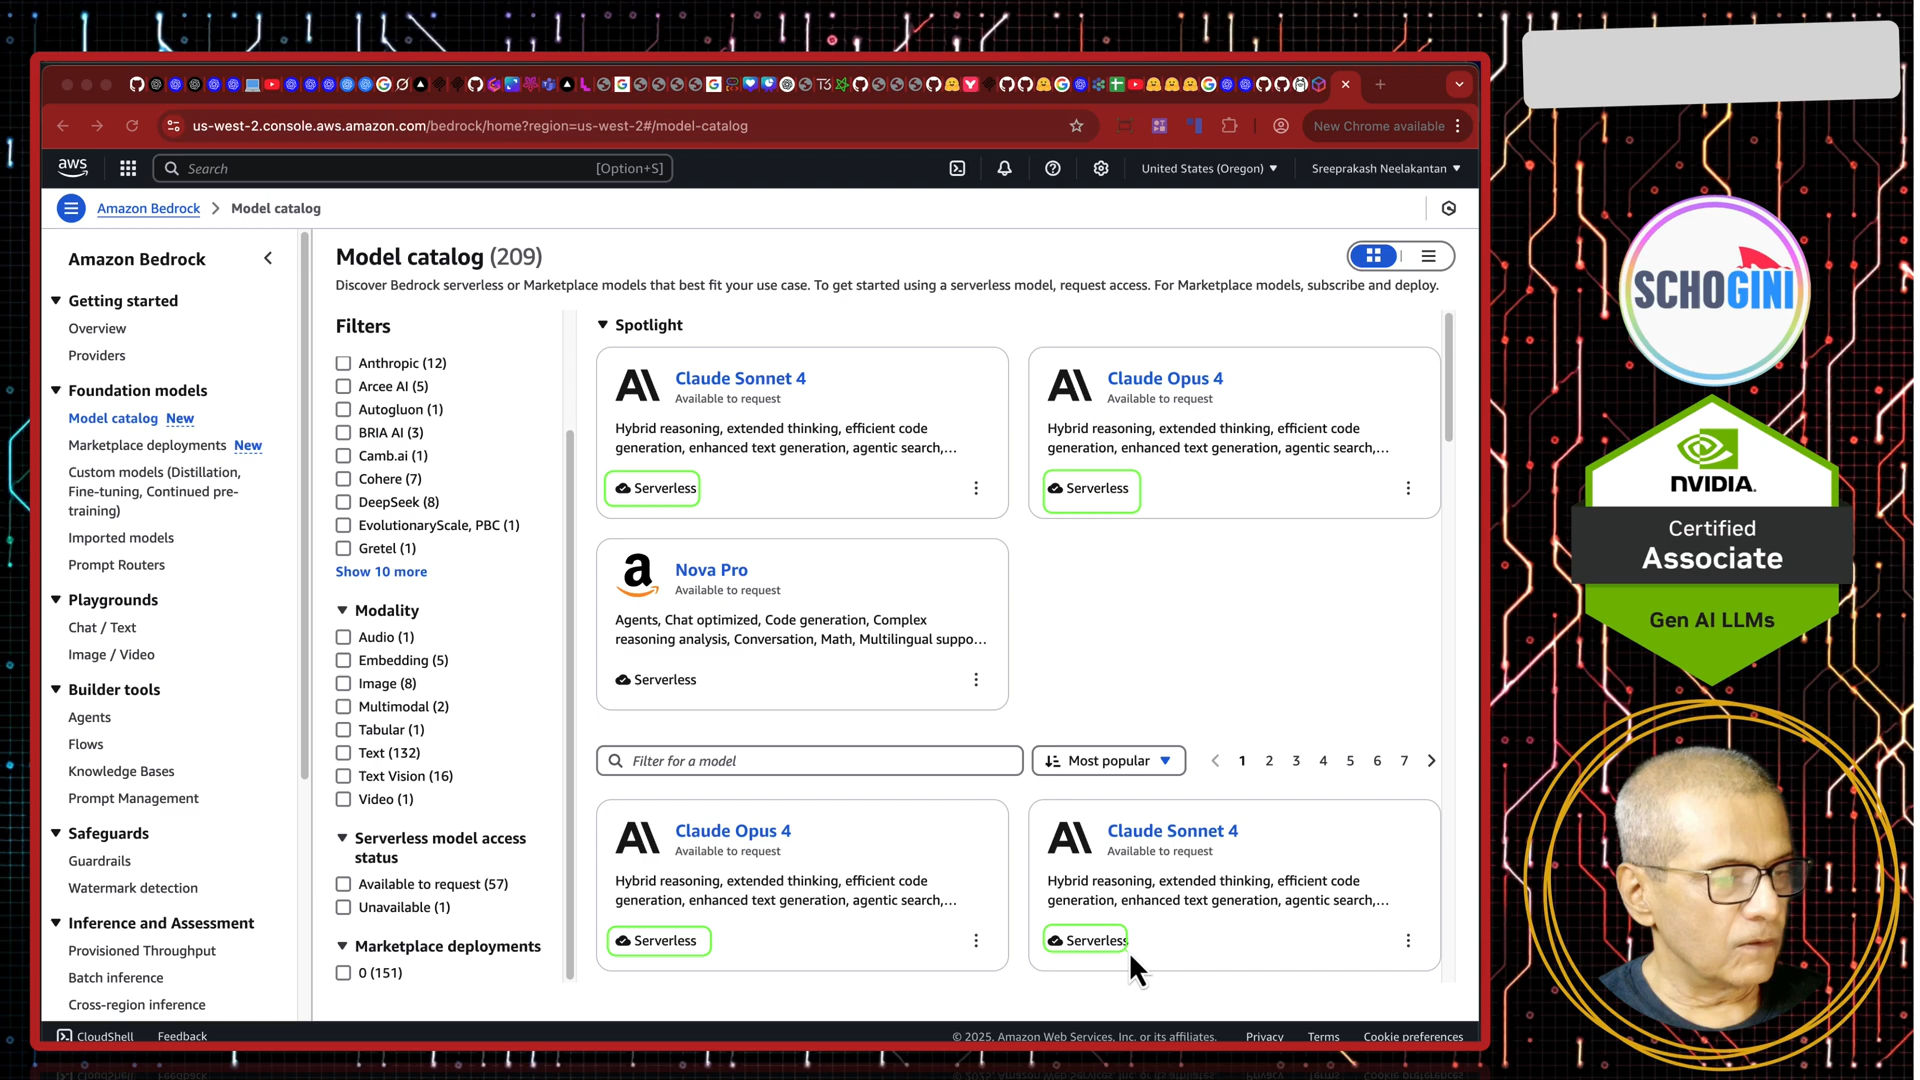 us-west-2.console.aws.amazon.com/bedrock/home?region=us-west-2#/model-catalog
New Chrome available
aws
Search
[Option+S]
United States (Oregon)
Sreeprakash Neelakantan
Amazon Bedrock
Model catalog
Amazon Bedrock
Getting started
Overview
Providers
Foundation models
Model catalog New
Marketplace deployments New
Custom models (Distillation,
Fine-tuning, Continued pre-
training)
Imported models
Prompt Routers
Playgrounds
Chat / Text
Image / Video
Builder tools
Agents
Flows
Knowledge Bases
Prompt Management
Safeguards
Guardrails
Watermark detection
Inference and Assessment
Provisioned Throughput
Batch inference
Cross-region inference
Model catalog (209)
Discover Bedrock serverless or Marketplace models that best fit your use case. To get started using a serverless model, request access. For Marketplace models, subscribe and deploy.
Filters
Anthropic (12)
Arcee AI (5)
Autogluon (1)
BRIA AI (3)
Camb.ai (1)
Cohere (7)
DeepSeek (8)
EvolutionaryScale, PBC (1)
Gretel (1)
Show 10 more
Modality
Audio (1)
Embedding (5)
Image (8)
Multimodal (2)
Tabular (1)
Text (132)
Text Vision (16)
Video (1)
Serverless model access
status
Available to request (57)
Unavailable (1)
Marketplace deployments
0 (151)
Spotlight
Claude Sonnet 4
Available to request
Hybrid reasoning, extended thinking, efficient code
generation, enhanced text generation, agentic search,...
Serverless
Claude Opus 4
Available to request
Hybrid reasoning, extended thinking, efficient code
generation, enhanced text generation, agentic search,...
Serverless
Nova Pro
Available to request
Agents, Chat optimized, Code generation, Complex
reasoning analysis, Conversation, Math, Multilingual suppo...
Serverless
Filter for a model
Most popular
1 2 3 4 5 6 7
Claude Opus 4
Available to request
Hybrid reasoning, extended thinking, efficient code
generation, enhanced text generation, agentic search,...
Serverless
Claude Sonnet 4
Available to request
Hybrid reasoning, extended thinking, efficient code
generation, enhanced text generation, agentic search,...
Serverless
CloudShell
Feedback
© 2025, Amazon Web Services, Inc. or its affiliates.
Privacy
Terms
Cookie preferences
SCHOGINI
NVIDIA.
Certified
Associate
Gen AI LLMs